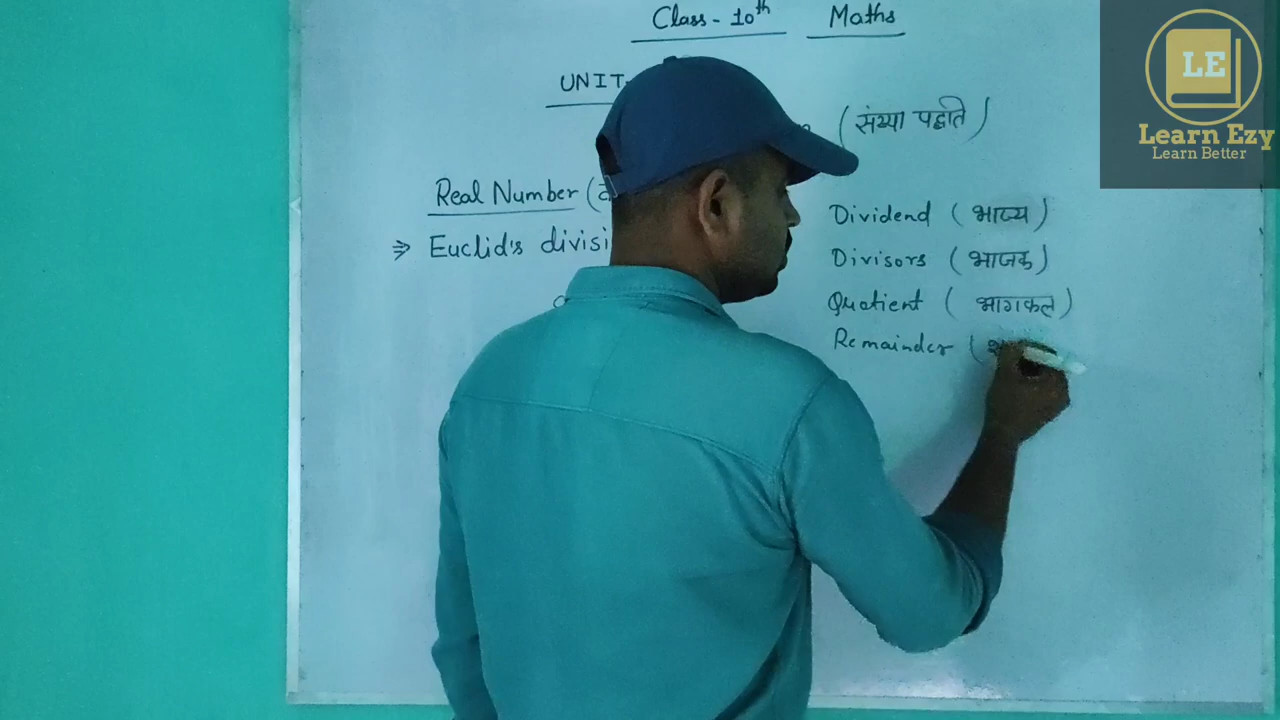 Class - 10th Maths
UNIT-
(संख्या पद्धति)
Real Number (
⇒ Euclid's divisi
Dividend (भाज्य)
Divisors (भाजक)
Quatient (भागफल)
Remainder (
LE
Learn Ezy
Learn Better